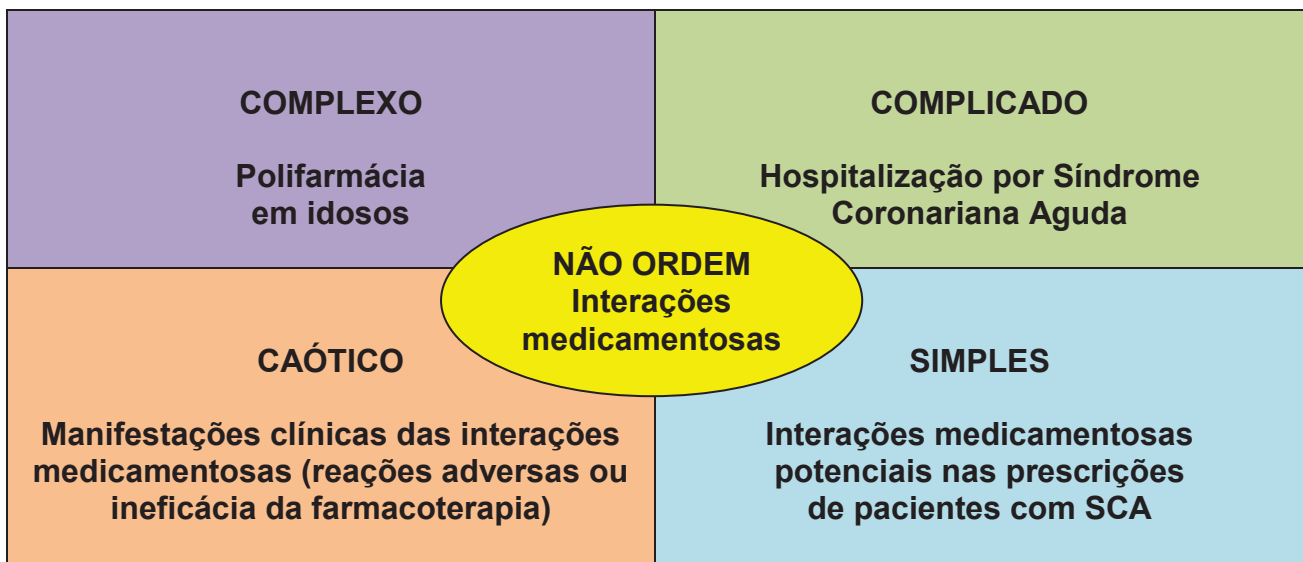 COMPLEXO
Polifarmácia
em idosos
COMPLICADO
Hospitalização por Síndrome
Coronariana Aguda
NÃO ORDEM
Interações
medicamentosas
CAÓTICO
Manifestações clínicas das interações
medicamentosas (reações adversas ou
ineficácia da farmacoterapia)
SIMPLES
Interações medicamentosas
potenciais nas prescrições
de pacientes com SCA